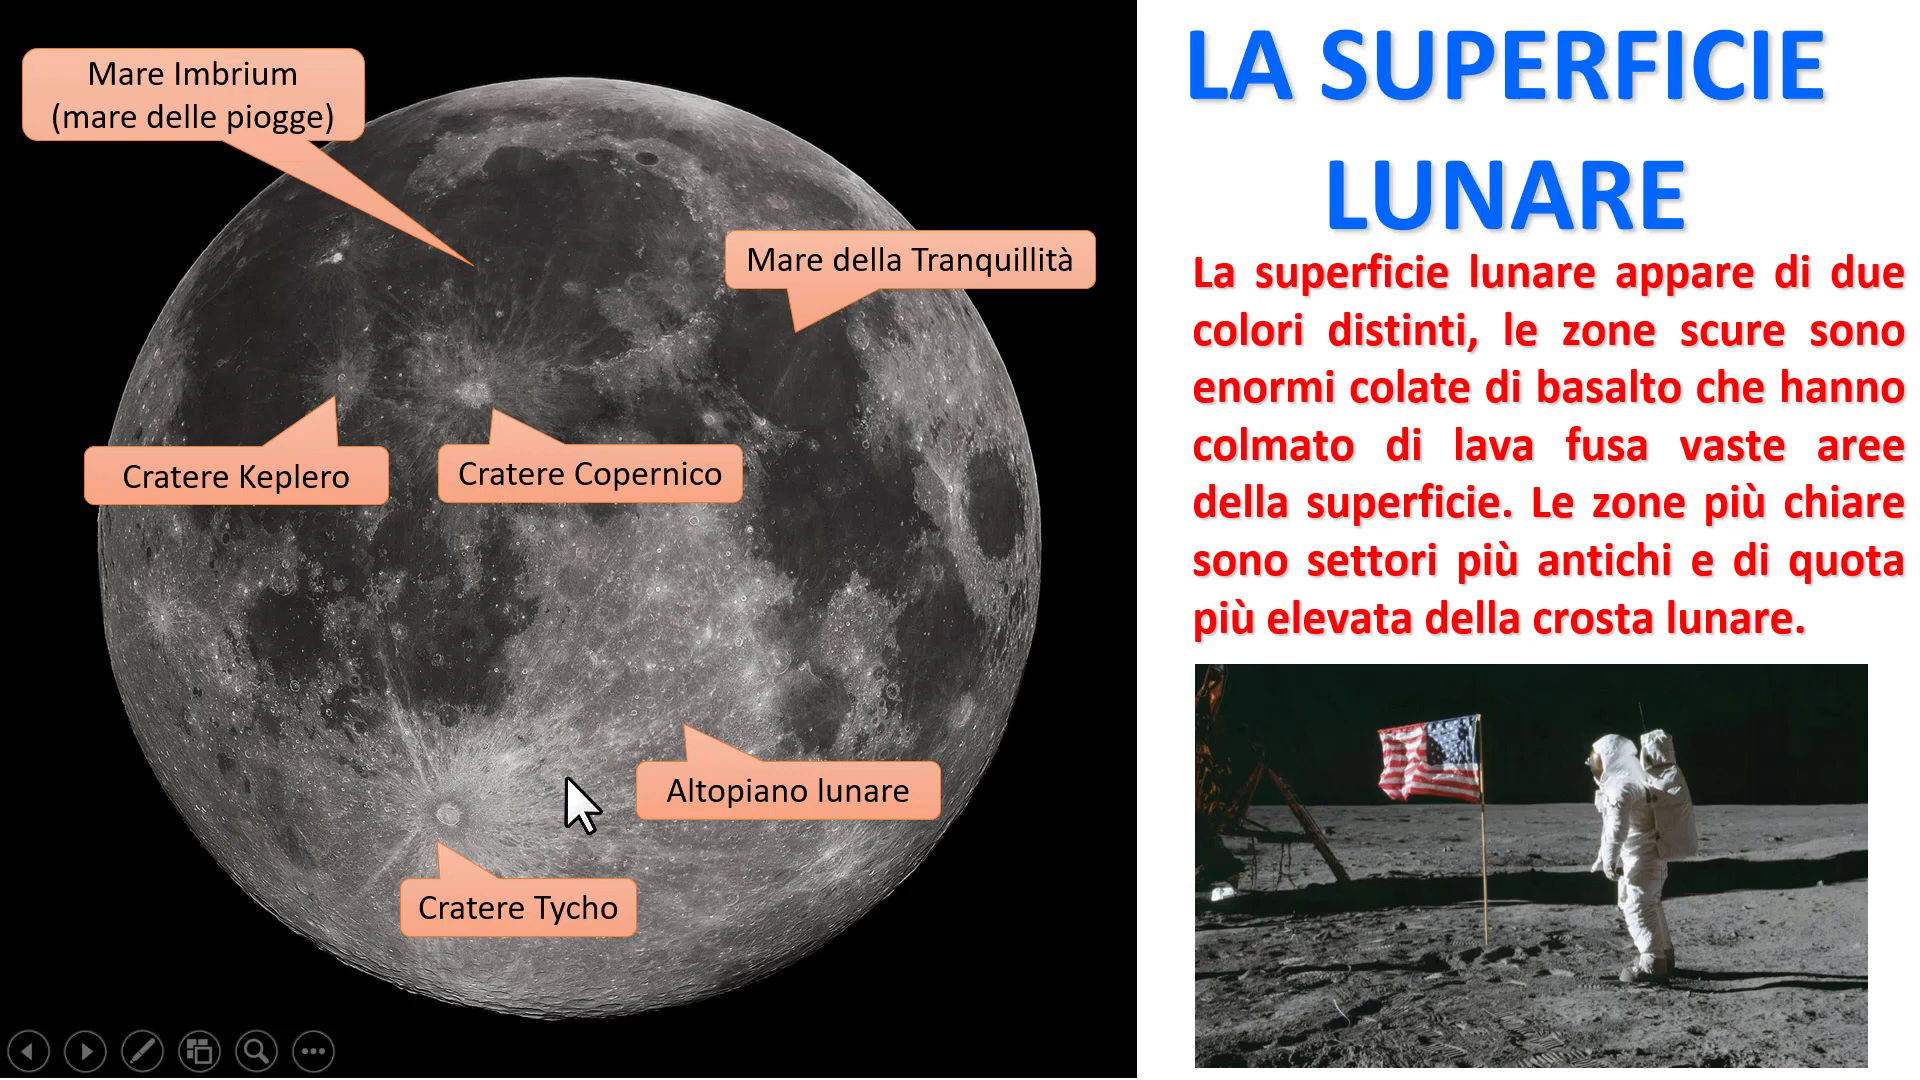 Mare Imbrium
(mare delle piogge)
Mare della Tranquillità
Cratere Keplero
Cratere Copernico
Altopiano lunare
Cratere Tycho
LA SUPERFICIE
LUNARE
La superficie lunare appare di due
colori distinti, le zone scure sono
enormi colate di basalto che hanno
colmato di lava fusa vaste aree
della superficie. Le zone più chiare
sono settori più antichi e di quota
più elevata della crosta lunare.